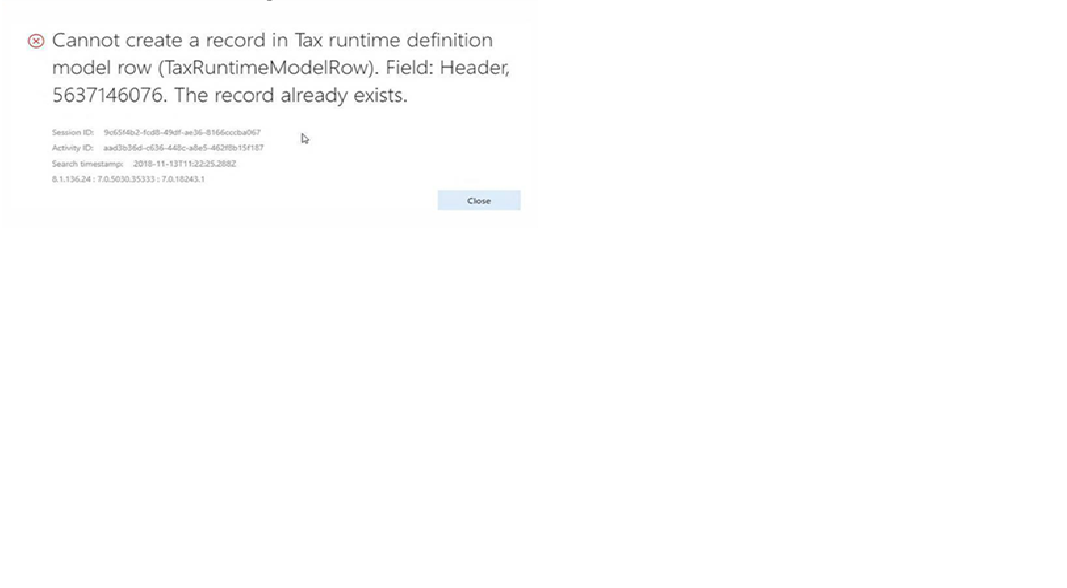 Cannot create a record in Tax runtime definition
model row (TaxRuntimeModelRow). Field: Header,
5637146076. The record already exists.
Session ID: 9c65f4b2-fcd8-49df-ae36-8166cccba067
Activity ID: aad3b36d-c636-448c-a8e5-462f8b15f187
Search timestamp: 2018-11-13T11:22:25.288Z
8.1.136.24 : 7.0.5030.35333 : 7.0.16243.1
Close